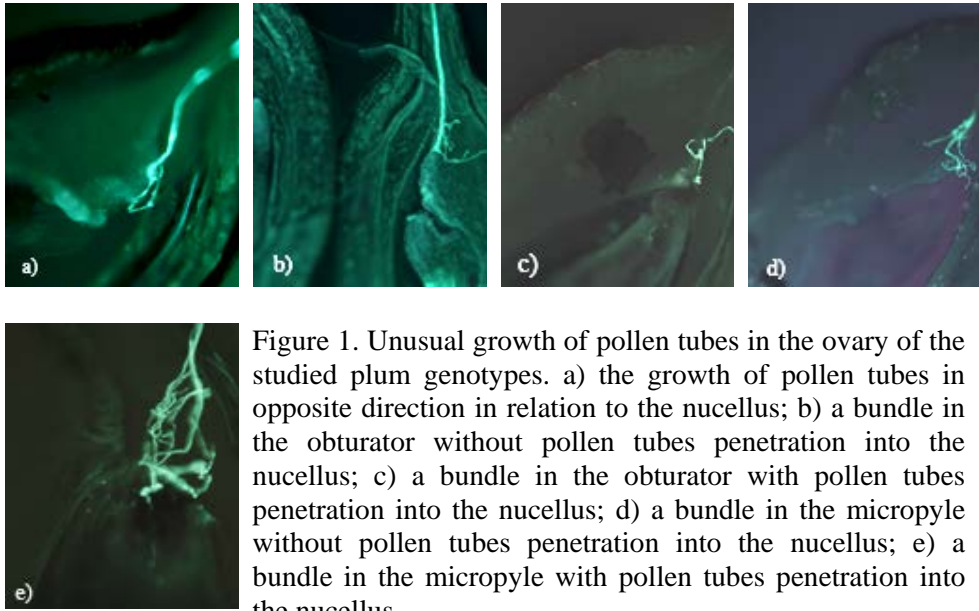 a)
b)
c)
d)
e)
Figure 1. Unusual growth of pollen tubes in the ovary of the
studied plum genotypes. a) the growth of pollen tubes in
opposite direction in relation to the nucellus; b) a bundle in
the obturator without pollen tubes penetration into the
nucellus; c) a bundle in the obturator with pollen tubes
penetration into the nucellus; d) a bundle in the micropyle
without pollen tubes penetration into the nucellus; e) a
bundle in the micropyle with pollen tubes penetration into
the nucellus